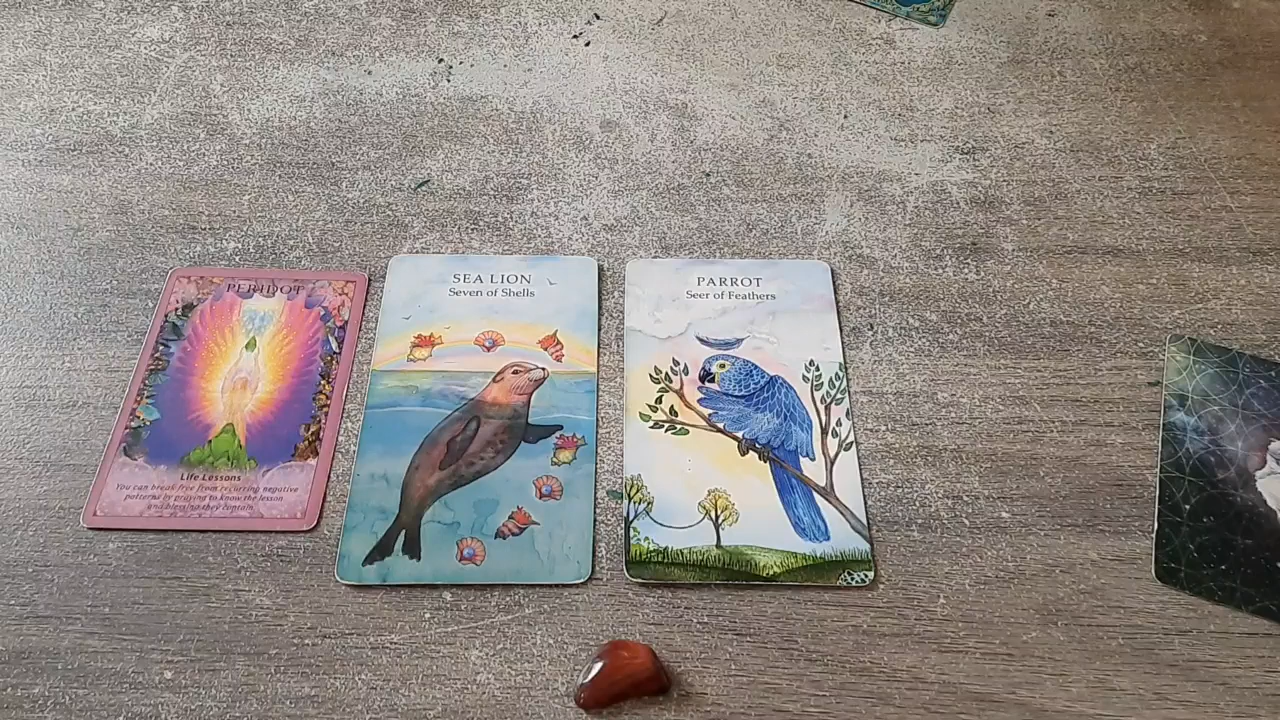 PERIDOT
Life Lessons
You can break free from recurring negative
patterns by praying to know the lesson
and blessing they contain.
SEA LION
Seven of Shells
PARROT
Seer of Feathers